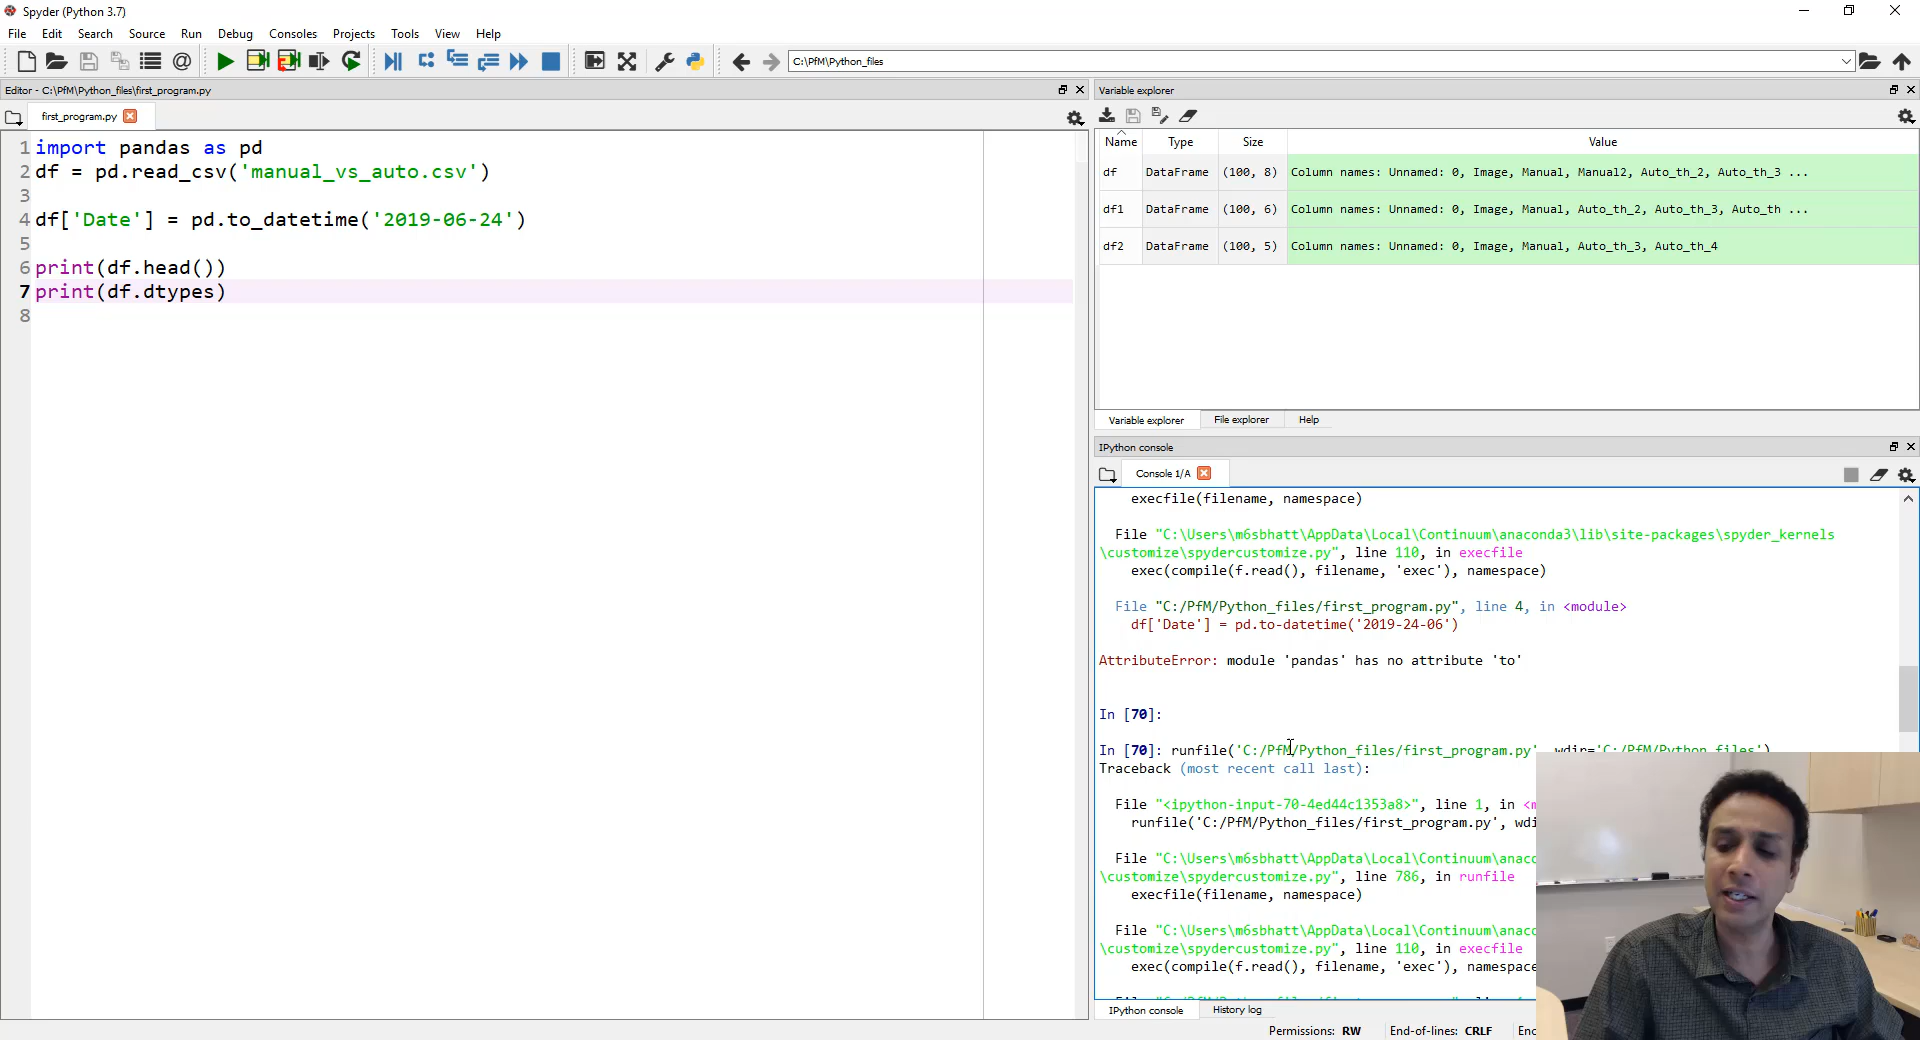 Spyder (Python 3.7)
File Edit Search Source Run Debug Consoles Projects Tools View Help
C:\PfM\Python_files
Editor - C:\PfM\Python_files\first_program.py
first_program.py
1 import pandas as pd
2 df = pd.read_csv('manual_vs_auto.csv')
3
4 df['Date'] = pd.to_datetime('2019-06-24')
5
6 print(df.head())
7 print(df.dtypes)
8
Variable explorer
Name Type Size Value
df DataFrame (100, 8) Column names: Unnamed: 0, Image, Manual, Manual2, Auto_th_2, Auto_th_3 ...
df1 DataFrame (100, 6) Column names: Unnamed: 0, Image, Manual, Auto_th_2, Auto_th_3, Auto_th ...
df2 DataFrame (100, 5) Column names: Unnamed: 0, Image, Manual, Auto_th_3, Auto_th_4
Variable explorer File explorer Help
IPython console
Console 1/A
execfile(filename, namespace)
File "C:\Users\m6sbhatt\AppData\Local\Continuum\anaconda3\lib\site-packages\spyder_kernels
\customize\spydercustomize.py", line 110, in execfile
exec(compile(f.read(), filename, 'exec'), namespace)
File "C:/PfM/Python_files/first_program.py", line 4, in <module>
df['Date'] = pd.to-datetime('2019-24-06')
AttributeError: module 'pandas' has no attribute 'to'
In [70]:
In [70]: runfile('C:/PfM/Python_files/first_program.py', wdir='C:/PfM/Python_files')
Traceback (most recent call last):
File "<ipython-input-70-4ed44c1353a8>", line 1, in <m
runfile('C:/PfM/Python_files/first_program.py', wdi
File "C:\Users\m6sbhatt\AppData\Local\Continuum\anaco
\customize\spydercustomize.py", line 786, in runfile
execfile(filename, namespace)
File "C:\Users\m6sbhatt\AppData\Local\Continuum\anaco
\customize\spydercustomize.py", line 110, in execfile
exec(compile(f.read(), filename, 'exec'), namespace
IPython console History log
Permissions: RW End-of-lines: CRLF Enc